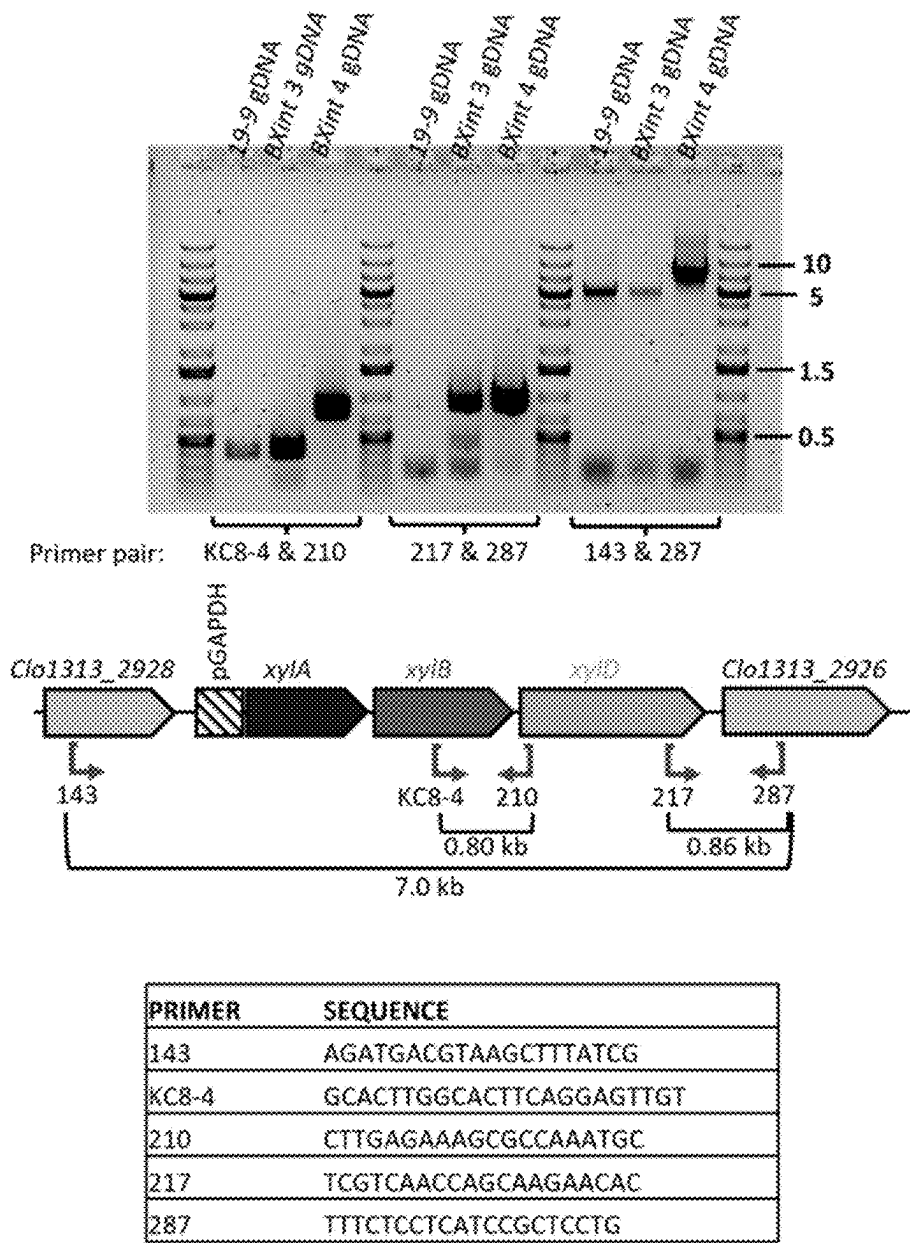 19-9 gDNA
BXint 3 gDNA
BXint 4 gDNA
19-9 gDNA
BXint 3 gDNA
BXint 4 gDNA
19-9 gDNA
BXint 3 gDNA
BXint 4 gDNA
10
5
1.5
0.5
Primer pair: KC8-4 & 210 217 & 287 143 & 287
pGAPDH
Clo1313_2928 xylA xylB xylD Clo1313_2926
143 KC8-4 210 217 287
0.80 kb 0.86 kb
7.0 kb
PRIMER SEQUENCE
143 AGATGACGTAAGCTTTATCG
KC8-4 GCACTTGGCACTTCAGGAGTTGT
210 CTTGAGAAAGCGCCAAATGC
217 TCGTCAACCAGCAAGAACAC
287 TTTCTCCTCATCCGCTCCTG